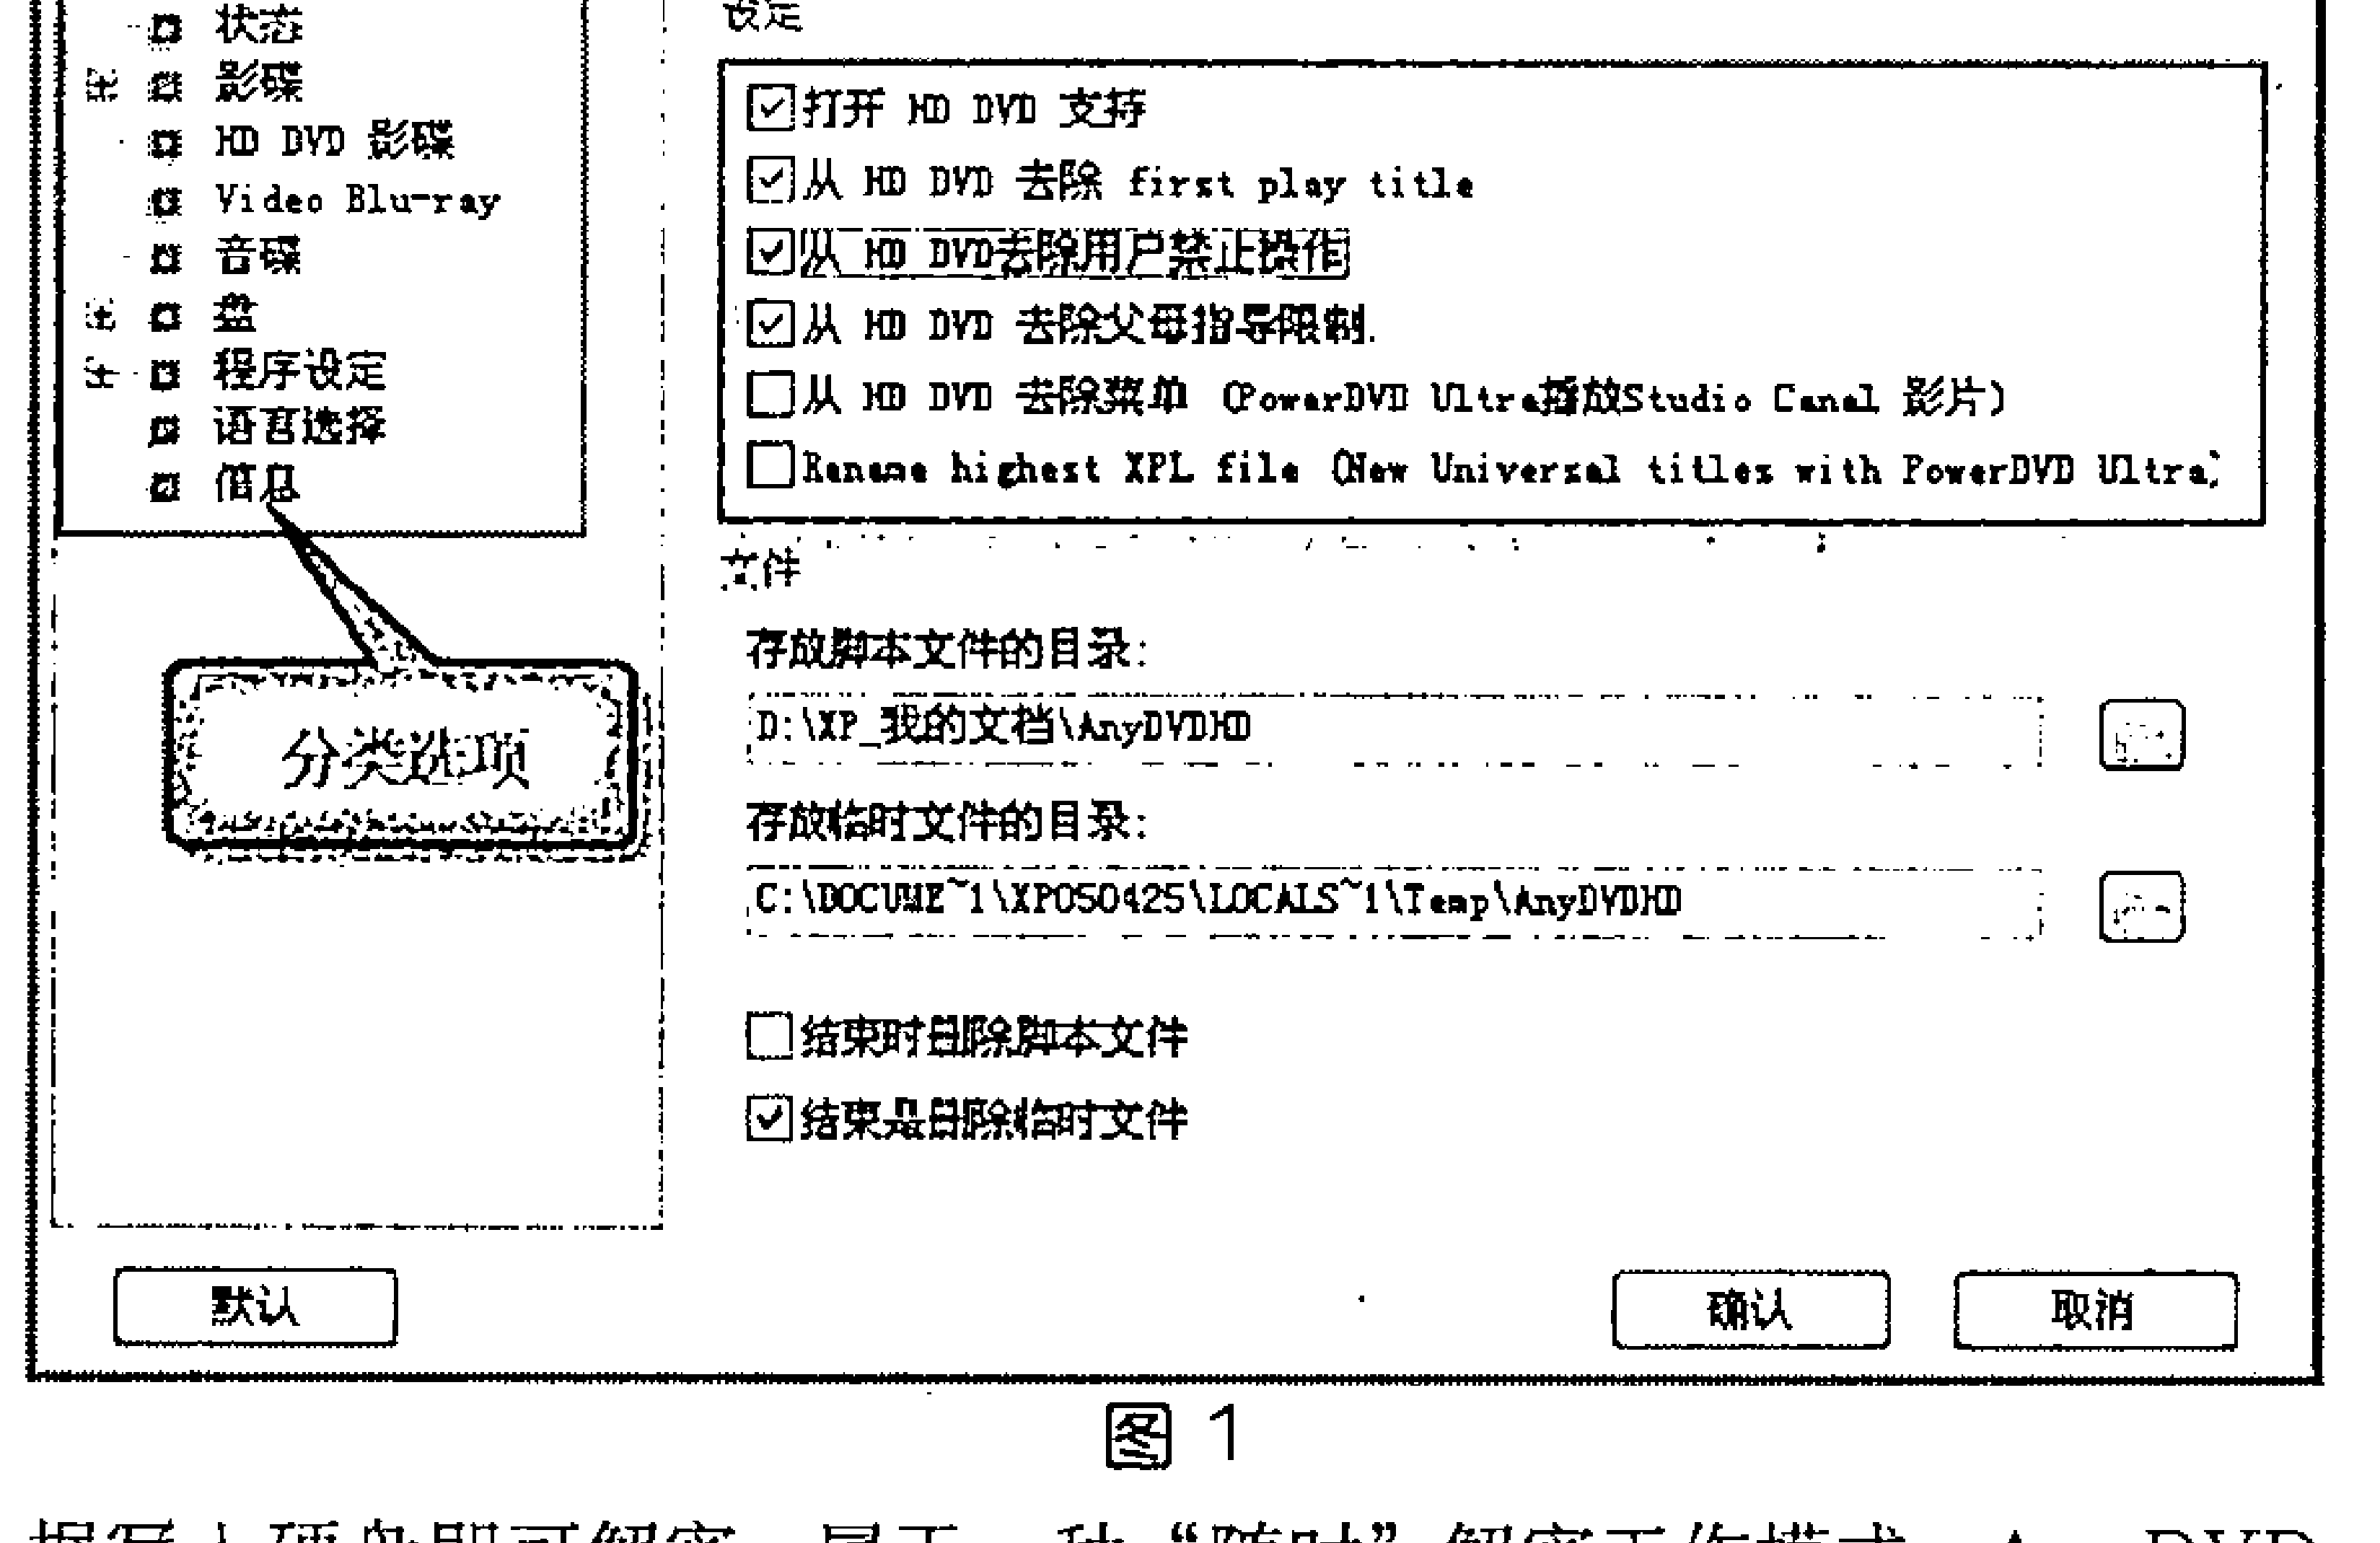 状态
影碟
HD DVD 影碟
Video Blu-ray
音碟
盘
程序设定
语言选择
信息
分类选项
默认
设定
打开 HD DVD 支持
从 HD DVD 去除 first play title
从 HD DVD去除用户禁止操作
从 HD DVD 去除父母指导限制.
从 HD DVD 去除菜单 (PowerDVD Ultra播放Studio Canal 影片)
Rename highest XPL file (New Universal titles with PowerDVD Ultra)
文件
存放脚本文件的目录:
D:\XP_我的文档\AnyDVDHD
存放临时文件的目录:
C:\DOCUME~1\XP050425\LOCALS~1\Temp\AnyDVDHD
结束时删除脚本文件
结束是删除临时文件
确认
取消
图 1